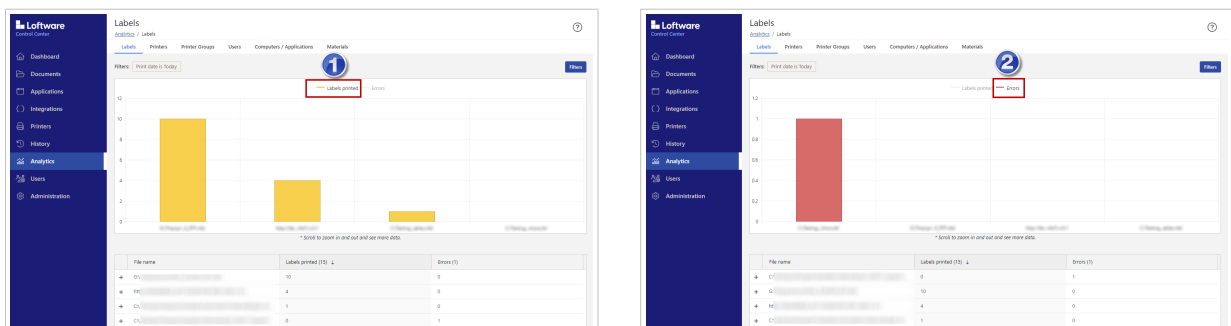 Loftware
Control Center
Dashboard
Documents
Applications
Integrations
Printers
History
Analytics
Users
Administration
Labels
Analytics / Labels
Labels Printers Printer Groups Users Computers / Applications Materials
Filters Print date is Today
Filters
1
Labels printed Errors
12
10
8
6
4
2
0
* Scroll to zoom in and out and see more data.
File name Labels printed (15) ↓ Errors (1)
+ 10 0
+ 4 0
+ 1 0
+ 0 1
Loftware
Control Center
Dashboard
Documents
Applications
Integrations
Printers
History
Analytics
Users
Administration
Labels
Analytics / Labels
Labels Printers Printer Groups Users Computers / Applications Materials
Filters Print date is Today
Filters
2
Labels printed Errors
1.2
1
0.8
0.6
0.4
0.2
0
* Scroll to zoom in and out and see more data.
File name Labels printed (15) ↓ Errors (1)
+ 0 1
+ 10 0
+ 4 0
+ 1 0